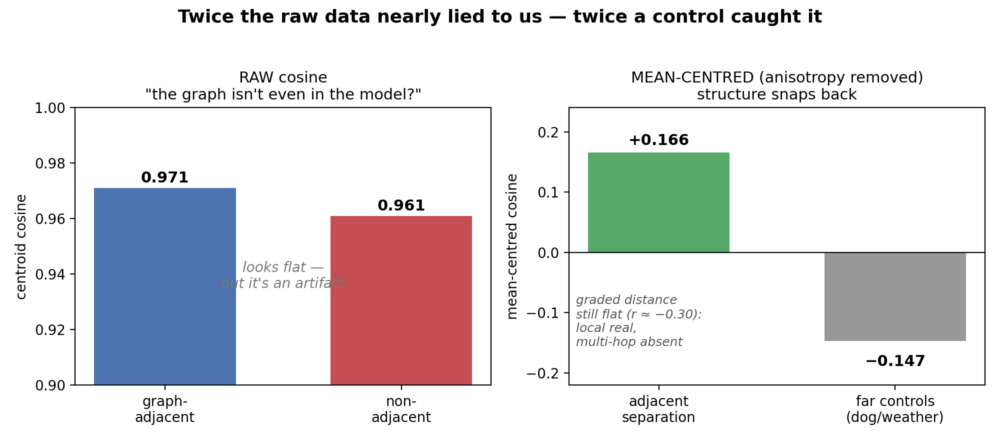 Twice the raw data nearly lied to us — twice a control caught it
RAW cosine
"the graph isn't even in the model?"
centroid cosine
1.00
0.98
0.96
0.94
0.92
0.90
0.971
0.961
looks flat —
but it's an artifact
graph-
adjacent
non-
adjacent
MEAN-CENTRED (anisotropy removed)
structure snaps back
mean-centred cosine
0.2
0.1
0.0
−0.1
−0.2
+0.166
−0.147
graded distance
still flat (r ≈ −0.30):
local real,
multi-hop absent
adjacent
separation
far controls
(dog/weather)